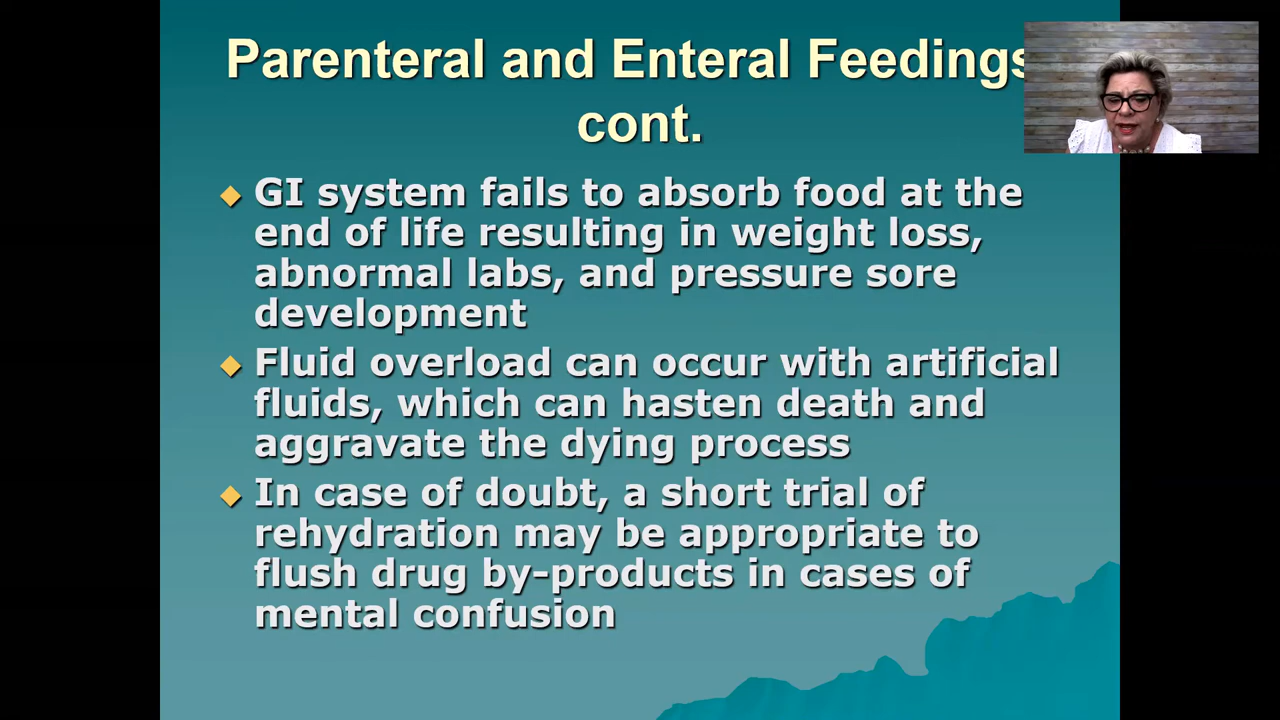 Parenteral and Enteral Feedings
cont.
GI system fails to absorb food at the
end of life resulting in weight loss,
abnormal labs, and pressure sore
development
Fluid overload can occur with artificial
fluids, which can hasten death and
aggravate the dying process
In case of doubt, a short trial of
rehydration may be appropriate to
flush drug by-products in cases of
mental confusion